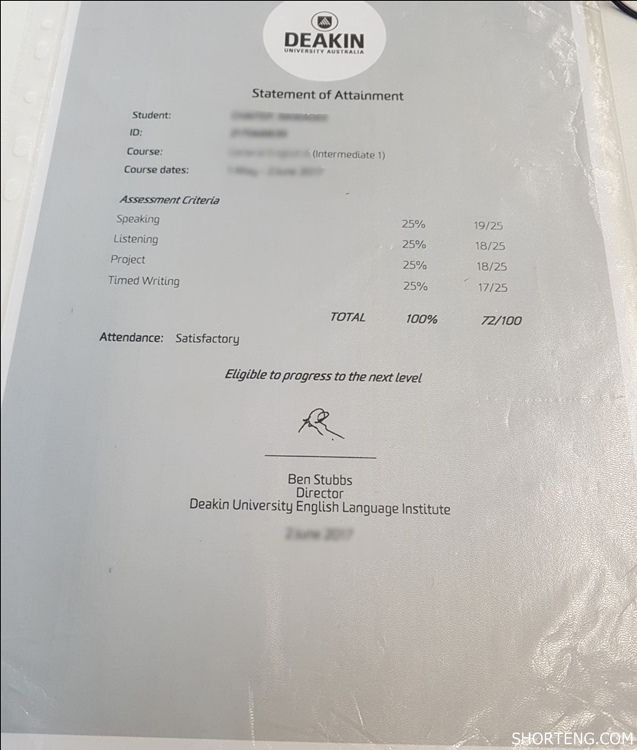 DEAKIN
UNIVERSITY AUSTRALIA
Statement of Attainment
Student:
ID:
Course: (Intermediate 1)
Course dates:
Assessment Criteria
Speaking 25% 19/25
Listening 25% 18/25
Project 25% 18/25
Timed Writing 25% 17/25
TOTAL 100% 72/100
Attendance: Satisfactory
Eligible to progress to the next level
Ben Stubbs
Director
Deakin University English Language Institute
SHORTENG.COM